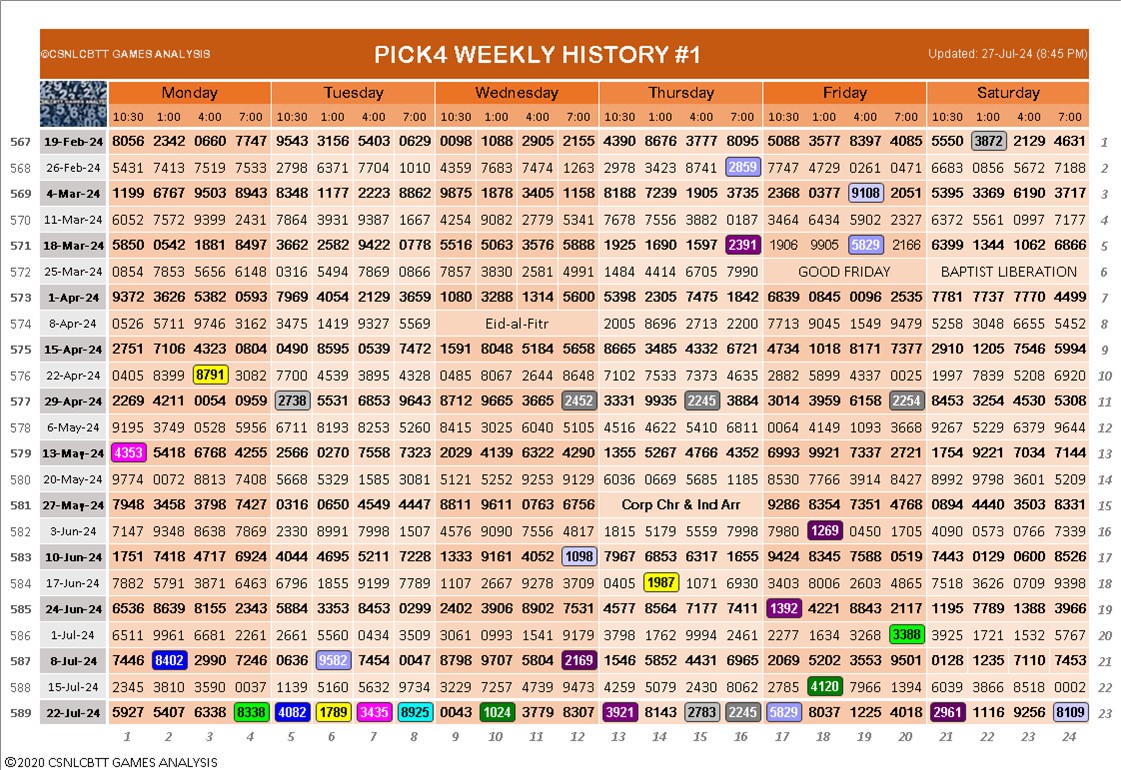 ©CSNLCBTT GAMES ANALYSIS PICK4 WEEKLY HISTORY #1 Updated: 27-Jul-24 (8:45 PM)
CSNLCBTT GAMES ANALYSIS Monday Tuesday Wednesday Thursday Friday Saturday
10:30 1:00 4:00 7:00 10:30 1:00 4:00 7:00 10:30 1:00 4:00 7:00 10:30 1:00 4:00 7:00 10:30 1:00 4:00 7:00 10:30 1:00 4:00 7:00
567 19-Feb-24 8056 2342 0660 7747 9543 3156 5403 0629 0098 1088 2905 2155 4390 8676 3777 8095 5088 3577 8397 4085 5550 3872 2129 4631 1
568 26-Feb-24 5431 7413 7519 7533 2798 6371 7704 1010 4359 7683 7474 1263 2978 3423 8741 2859 7747 4729 0261 0471 6683 0856 5672 7188 2
569 4-Mar-24 1199 6767 9503 8943 8348 1177 2223 8862 9875 1878 3405 1158 8188 7239 1905 3735 2368 0377 9108 2051 5395 3369 6190 3717 3
570 11-Mar-24 6052 7572 9399 2431 7864 3931 9387 1667 4254 9082 2779 5341 7678 7556 3882 0187 3464 6434 5902 2327 6372 5561 0997 7177 4
571 18-Mar-24 5850 0542 1881 8497 3662 2582 9422 0778 5516 5063 3576 5888 1925 1690 1597 2391 1906 9905 5829 2166 6399 1344 1062 6866 5
572 25-Mar-24 0854 7853 5656 6148 0316 5494 7869 0866 7857 3830 2581 4991 1484 4414 6705 7990 GOOD FRIDAY BAPTIST LIBERATION 6
573 1-Apr-24 9372 3626 5382 0593 7969 4054 2129 3659 1080 3288 1314 5600 5398 2305 7475 1842 6839 0845 0096 2535 7781 7737 7770 4499 7
574 8-Apr-24 0526 5711 9746 3162 3475 1419 9327 5569 Eid-al-Fitr 2005 8696 2713 2200 7713 9045 1549 9479 5258 3048 6655 5452 8
575 15-Apr-24 2751 7106 4323 0804 0490 8595 0539 7472 1591 8048 5184 5658 8665 3485 4332 6721 4734 1018 8171 7377 2910 1205 7546 5994 9
576 22-Apr-24 0405 8399 8791 3082 7700 4539 3895 4328 0485 8067 2644 8648 7102 7533 7373 4635 2882 5899 4337 0025 1997 7839 5208 6920 10
577 29-Apr-24 2269 4211 0054 0959 2738 5531 6853 9643 8712 9665 3665 2452 3331 9935 2245 3884 3014 3959 6158 2254 8453 3254 4530 5308 11
578 6-May-24 9195 3749 0528 5956 6711 8193 8253 5260 8415 3025 6040 5105 4516 4622 5410 6811 0064 4149 1093 3668 9267 5229 6379 9644 12
579 13-May-24 4353 5418 6768 4255 2566 0270 7558 7323 2029 4139 6322 4290 1355 5267 4766 4352 6993 9921 7337 2721 1754 9221 7034 7144 13
580 20-May-24 9774 0072 8813 7408 5668 5329 1585 3081 5121 5252 9253 9129 6036 0669 5685 1185 8530 7766 3914 8427 8992 9798 3601 5209 14
581 27-May-24 7948 3458 3798 7427 0316 0650 4549 4447 8811 9611 0763 6756 Corp Chr & Ind Arr 9286 8354 7351 4768 0894 4440 3503 8331 15
582 3-Jun-24 7147 9348 8638 7869 2330 8991 7998 1507 4576 9090 7556 4817 1815 5179 5559 7998 7980 1269 0450 1705 4090 0573 0766 7339 16
583 10-Jun-24 1751 7418 4717 6924 4044 4695 5211 7228 1333 9161 4052 1098 7967 6853 6317 1655 9424 8345 7588 0519 7443 0129 0600 8526 17
584 17-Jun-24 7882 5791 3871 6463 6796 1855 9199 7789 1107 2667 9278 3709 0405 1987 1071 6930 3403 8006 2603 4865 7518 3626 0709 9398 18
585 24-Jun-24 6536 8639 8155 2343 5884 3353 8453 0299 2402 3906 8902 7531 4577 8564 7177 7411 1392 4221 8843 2117 1195 7789 1388 3966 19
586 1-Jul-24 6511 9961 6681 2261 2661 5560 0434 3509 3061 0993 1541 9179 3798 1762 9994 2461 2277 1634 3268 3388 3925 1721 1532 5767 20
587 8-Jul-24 7446 8402 2990 7246 0636 9582 7454 0047 8798 9707 5804 2169 1546 5852 4431 6965 2069 5202 3553 9501 0128 1235 7110 7453 21
588 15-Jul-24 2345 3810 3590 0037 1139 5160 5632 9734 3229 7257 4739 9473 4259 5079 2430 8062 2785 4120 7966 1394 6039 3866 8518 0002 22
589 22-Jul-24 5927 5407 6338 8338 4082 1789 3435 8925 0043 1024 3779 8307 3921 8143 2783 2245 5829 8037 1225 4018 2961 1116 9256 8109 23
1 2 3 4 5 6 7 8 9 10 11 12 13 14 15 16 17 18 19 20 21 22 23 24
©2020 CSNLCBTT GAMES ANALYSIS